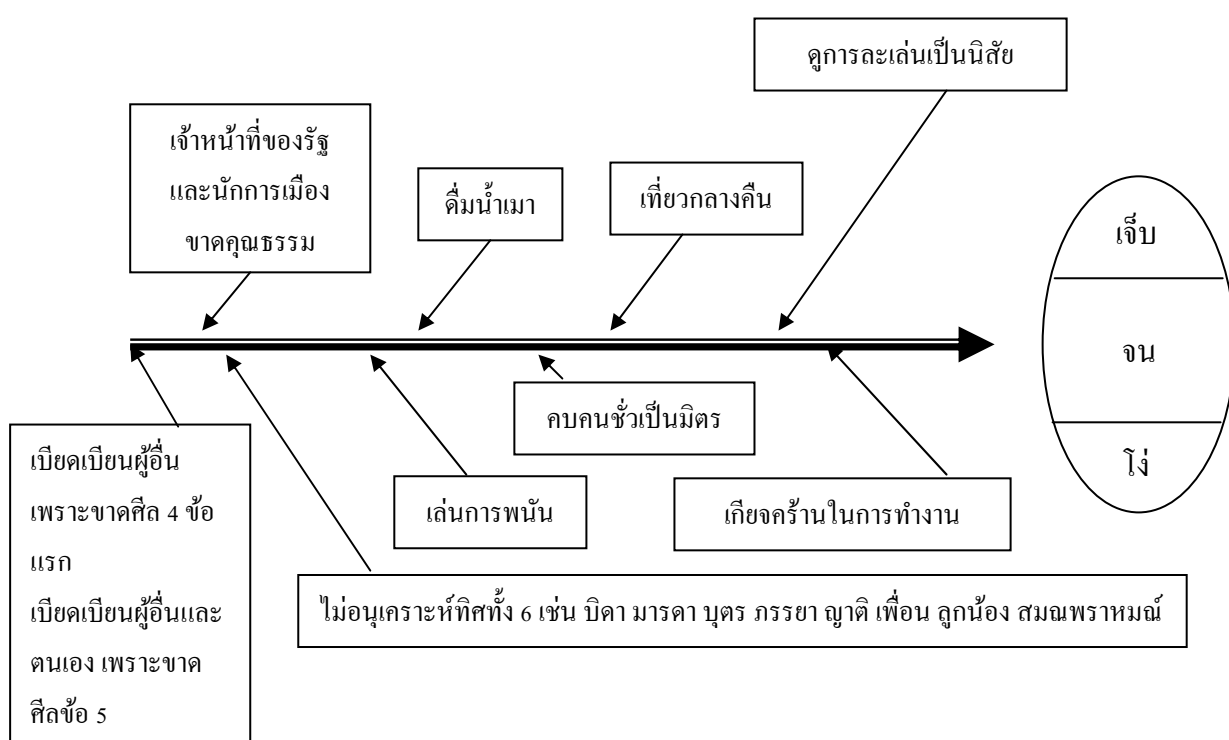 ดูการละเล่นเป็นนิสัย
เจ้าหน้าที่ของรัฐ
และนักการเมือง
ขาดคุณธรรม
ดื่มน้ำเมา
เที่ยวกลางคืน
เจ็บ
จน
โง่
คบคนชั่วเป็นมิตร
เบียดเบียนผู้อื่น
เพราะขาดศีล 4 ข้อ
แรก
เบียดเบียนผู้อื่นและ
ตนเอง เพราะขาด
ศีลข้อ 5
เล่นการพนัน
เกียจคร้านในการทำงาน
ไม่อนุเคราะห์ทิศทั้ง 6 เช่น บิดา มารดา บุตร ภรรยา ญาติ เพื่อน ลูกน้อง สมณพราหมณ์